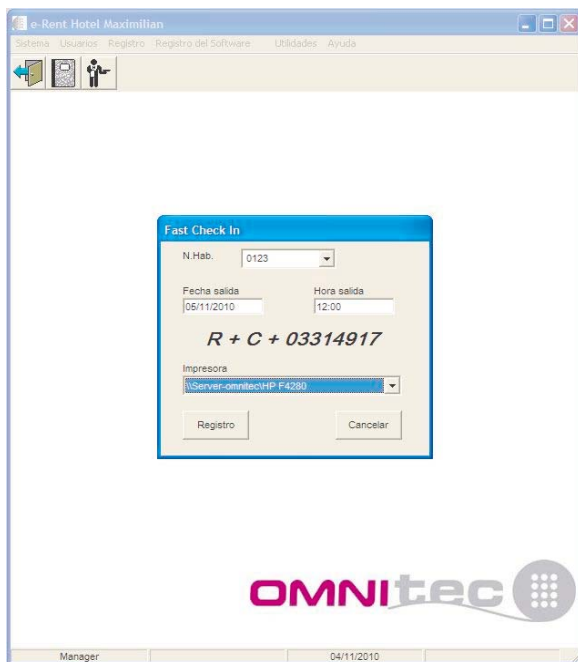 e-Rent Hotel Maximilian
Sistema Usuarios Registro Registro del Software Utilidades Ayuda
Fast Check In
N.Hab. 0123
Fecha salida Hora salida
05/11/2010 12:00
R + C + 03314917
Impresora
\\Server-omnitec\HP F4280
Registro Cancelar
OMNItec
Manager 04/11/2010